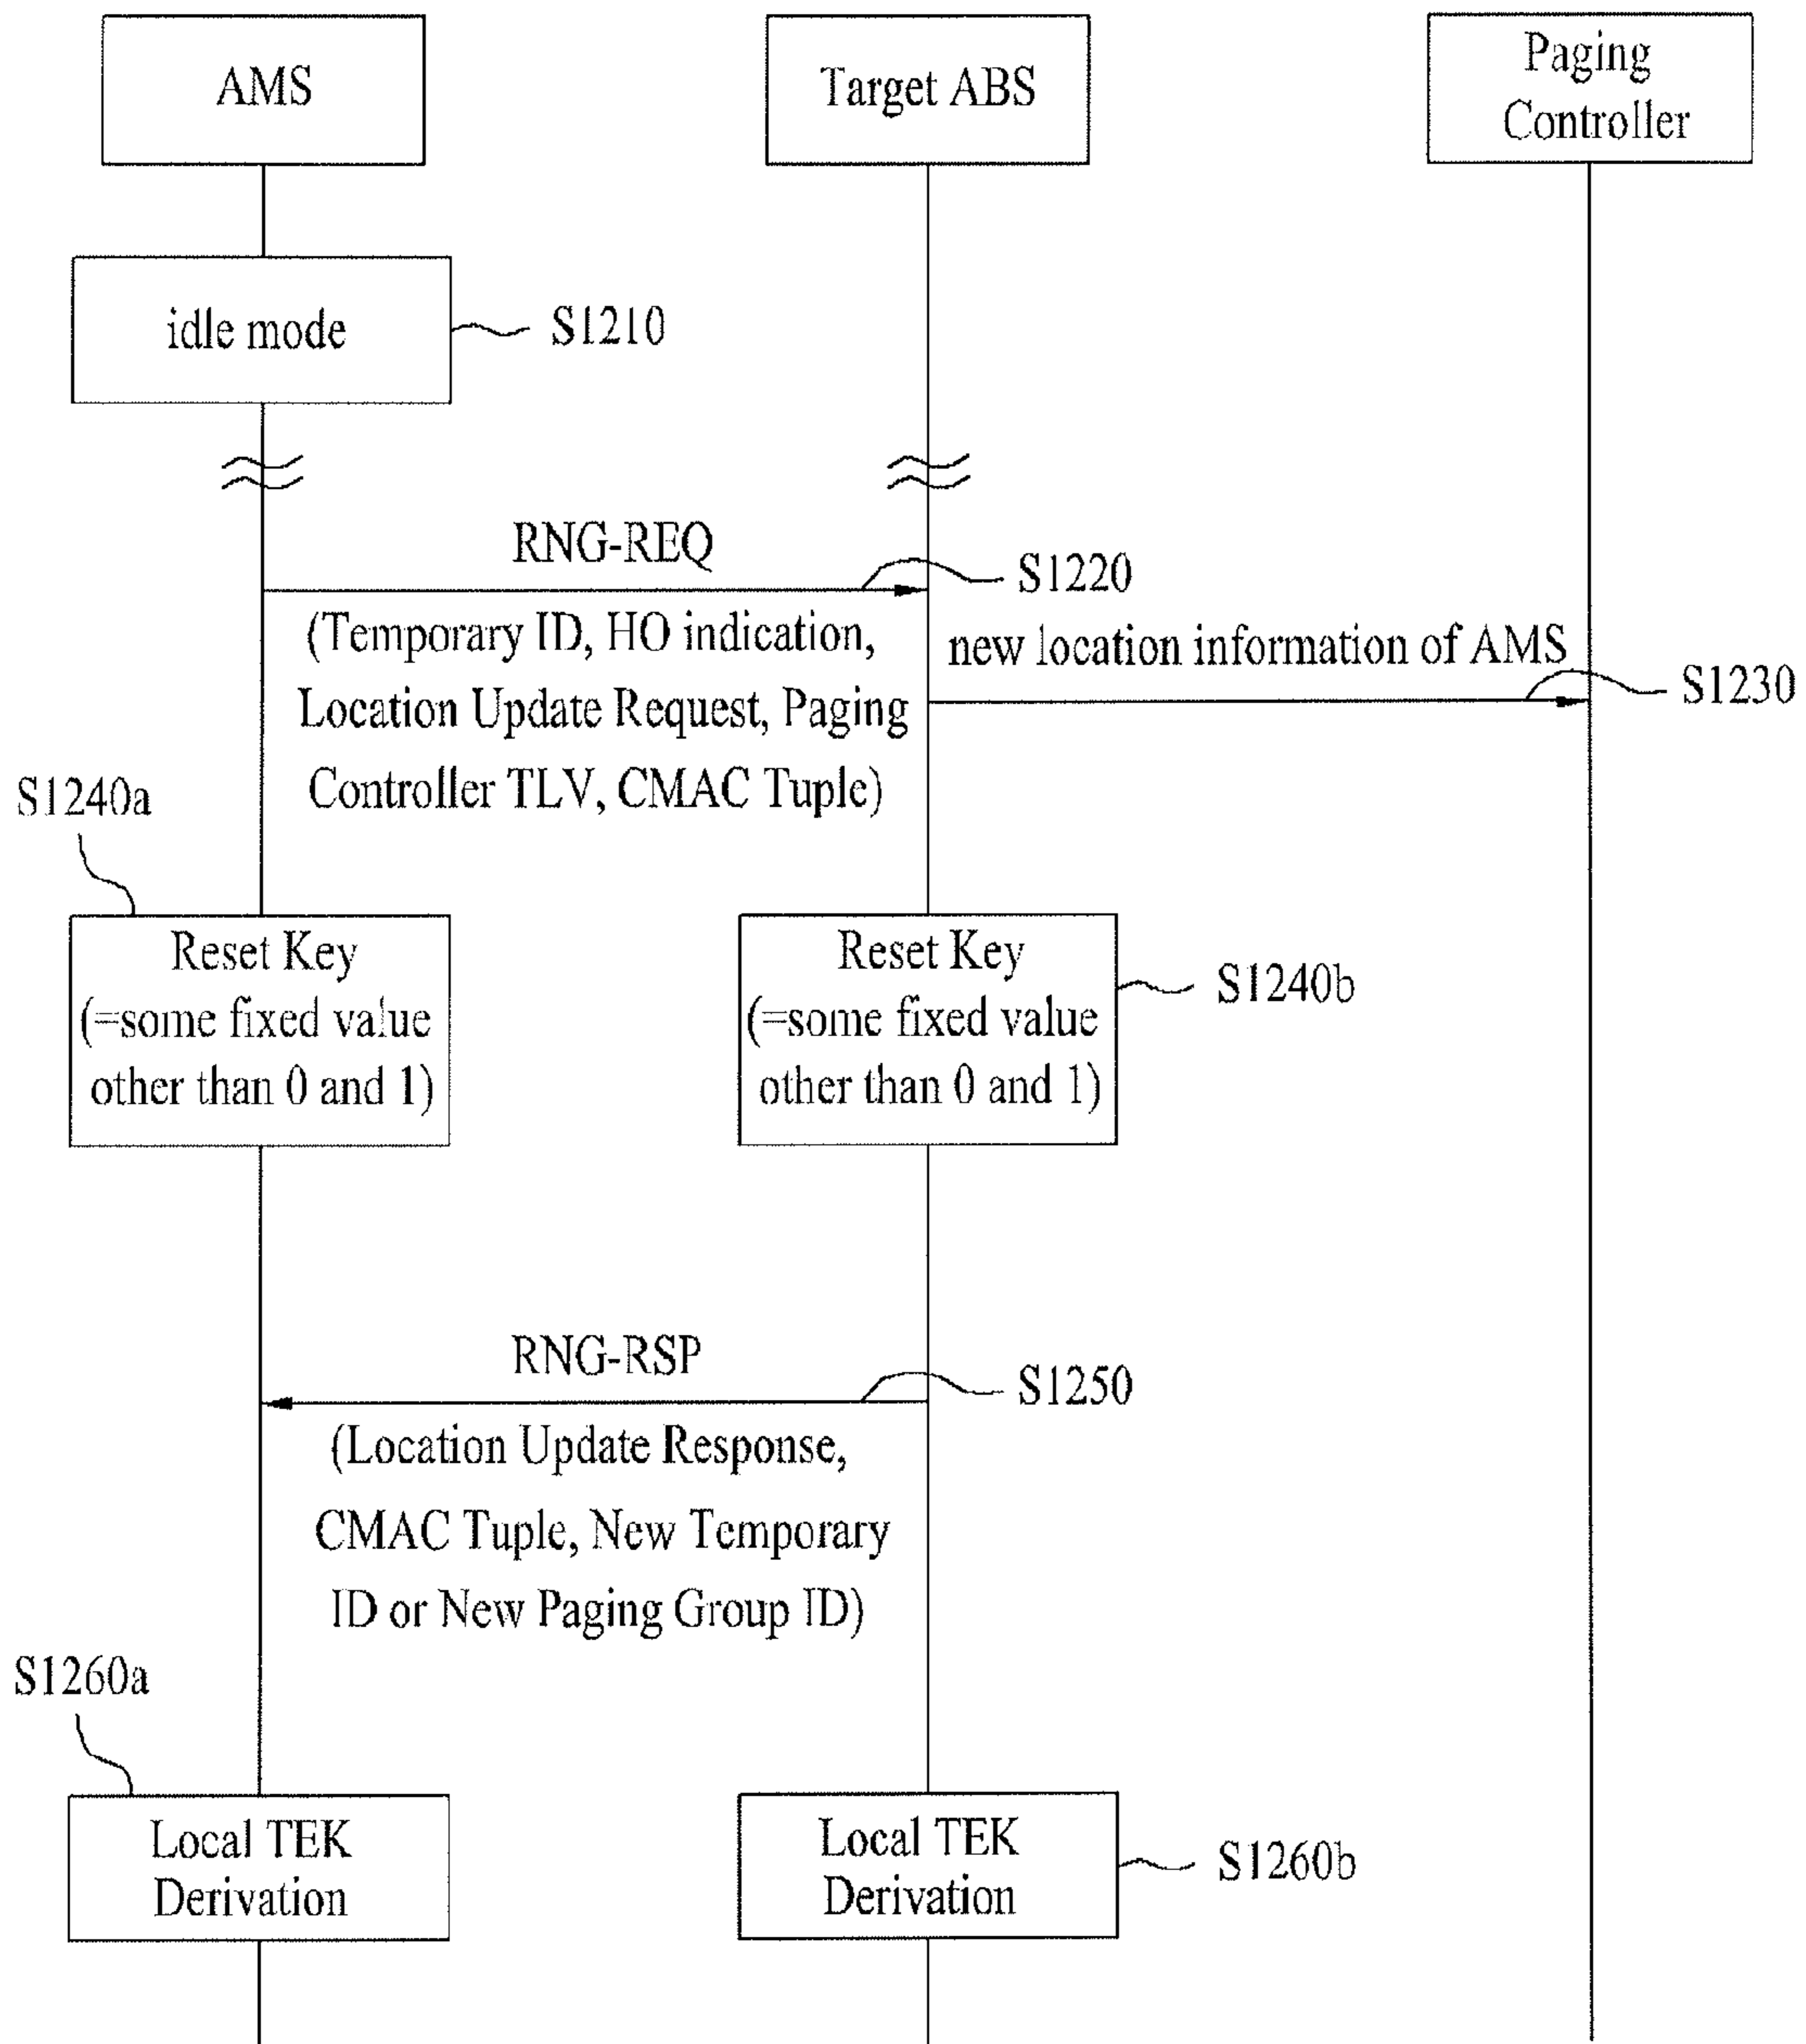 AMS
Target ABS
Paging
Controller
idle mode
S1210
RNG-REQ
S1220
(Temporary ID, HO indication,
Location Update Request, Paging
Controller TLV, CMAC Tuple)
new location information of AMS
S1230
S1240a
Reset Key
(=some fixed value
other than 0 and 1)
Reset Key
(=some fixed value
other than 0 and 1)
S1240b
RNG-RSP
S1250
(Location Update Response,
CMAC Tuple, New Temporary
ID or New Paging Group ID)
S1260a
Local TEK
Derivation
Local TEK
Derivation
S1260b